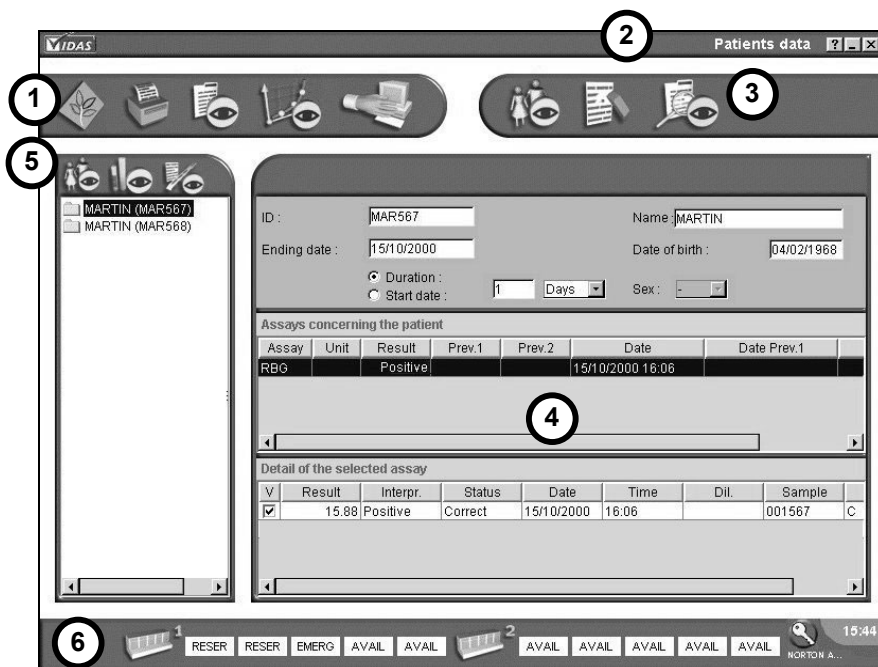 VIDAS Patients data ? _ X
2
1
3
5
MARTIN (MAR567)
MARTIN (MAR568)
ID : MAR567 Name : MARTIN
Ending date : 15/10/2000 Date of birth : 04/02/1968
Duration :
Start date : 1 Days Sex : -
Assays concerning the patient
Assay Unit Result Prev.1 Prev.2 Date Date Prev.1
RBG Positive 15/10/2000 16:06
4
Detail of the selected assay
V Result Interpr. Status Date Time Dil. Sample
15.88 Positive Correct 15/10/2000 16:06 001567 C
6
1 RESER RESER EMERG AVAIL AVAIL 2 AVAIL AVAIL AVAIL AVAIL AVAIL 15:44
NORTON A...